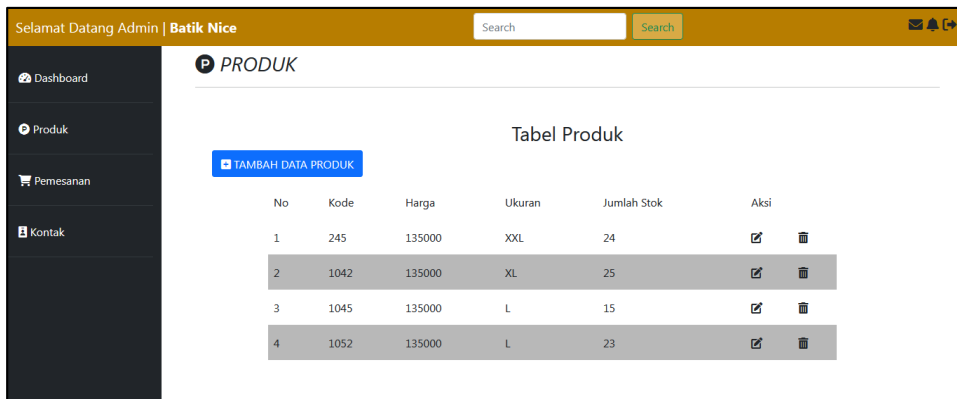 Selamat Datang Admin | Batik Nice Search Search
Dashboard
Produk
Pemesanan
Kontak
P PRODUK
Tabel Produk
TAMBAH DATA PRODUK
No Kode Harga Ukuran Jumlah Stok Aksi
1 245 135000 XXL 24
2 1042 135000 XL 25
3 1045 135000 L 15
4 1052 135000 L 23